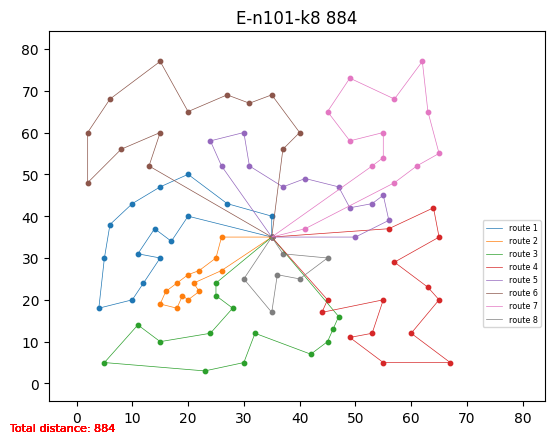 E-n101-k8 884
80
70
60
50
40
30
20
10
0
0 10 20 30 40 50 60 70 80
route 1
route 2
route 3
route 4
route 5
route 6
route 7
route 8
Total distance: 884